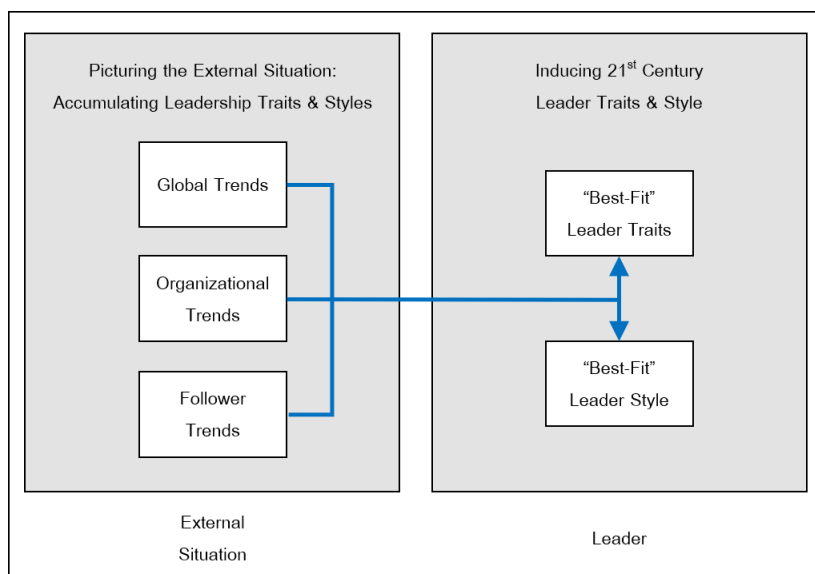 Picturing the External Situation:
Accumulating Leadership Traits & Styles
Global Trends
Organizational
Trends
Follower
Trends
External
Situation
Inducing 21st Century
Leader Traits & Style
“Best-Fit”
Leader Traits
“Best-Fit”
Leader Style
Leader